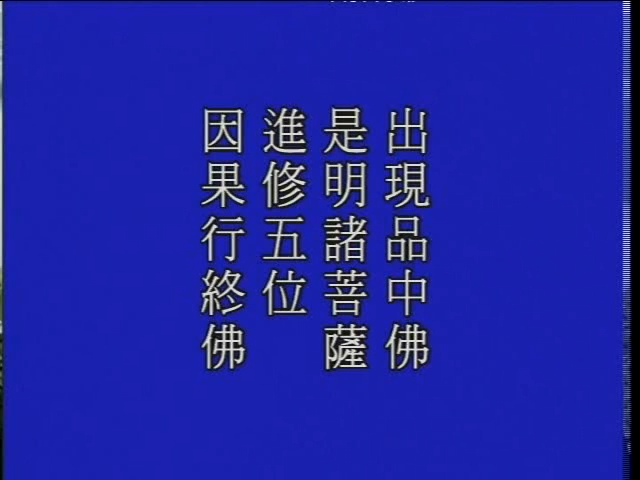 出現品中佛
是明諸菩薩
進修五位
因果行終佛